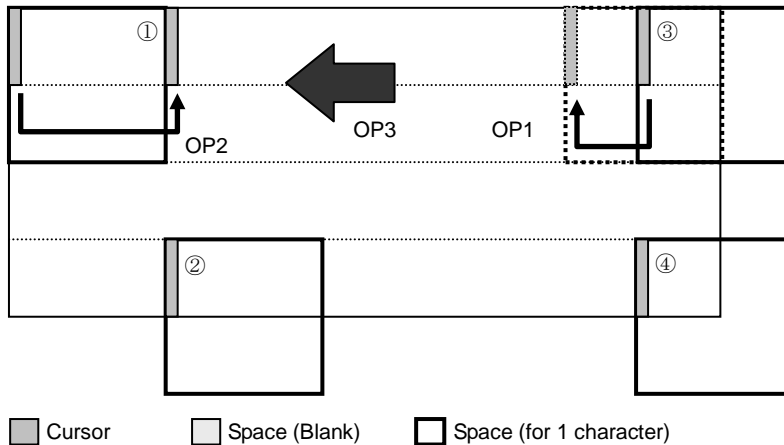 ① ③
OP2 OP3 OP1
② ④
Cursor Space (Blank) Space (for 1 character)